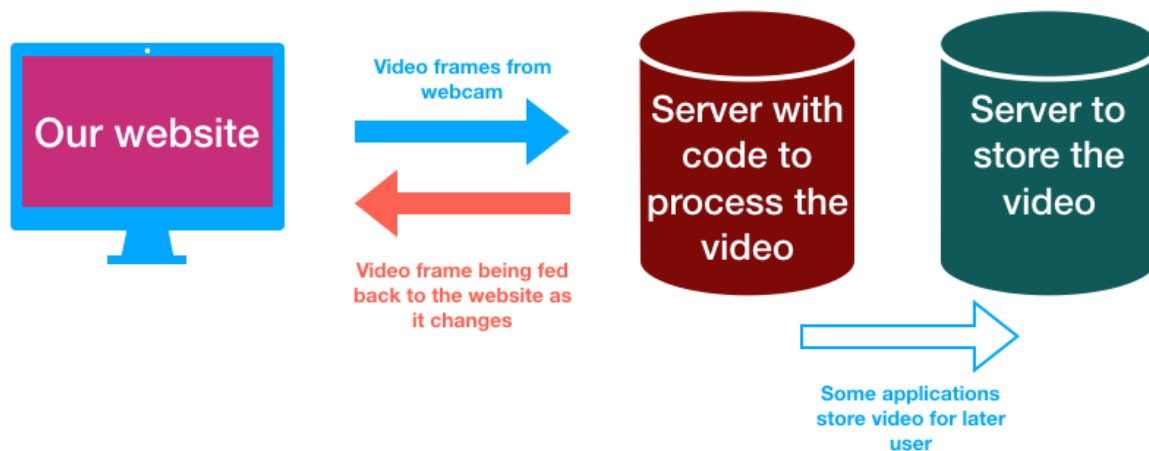 Our website
Video frames from
webcam
Video frame being fed
back to the website as
it changes
Server with
code to
process the
video
Server to
store the
video
Some applications
store video for later
user